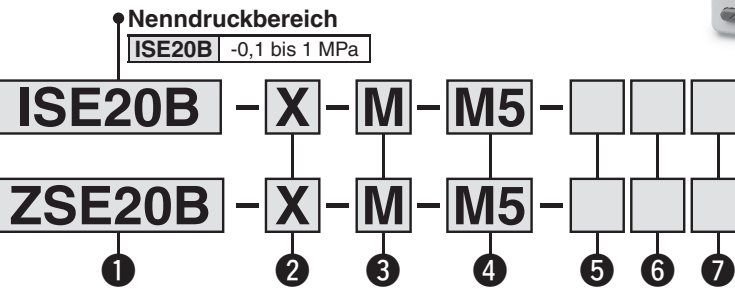 Nenndruckbereich
ISE20B -0,1 bis 1 MPa
ISE20B - X - M - M5 -
ZSE20B - X - M - M5 -
1 2 3 4 5 6 7